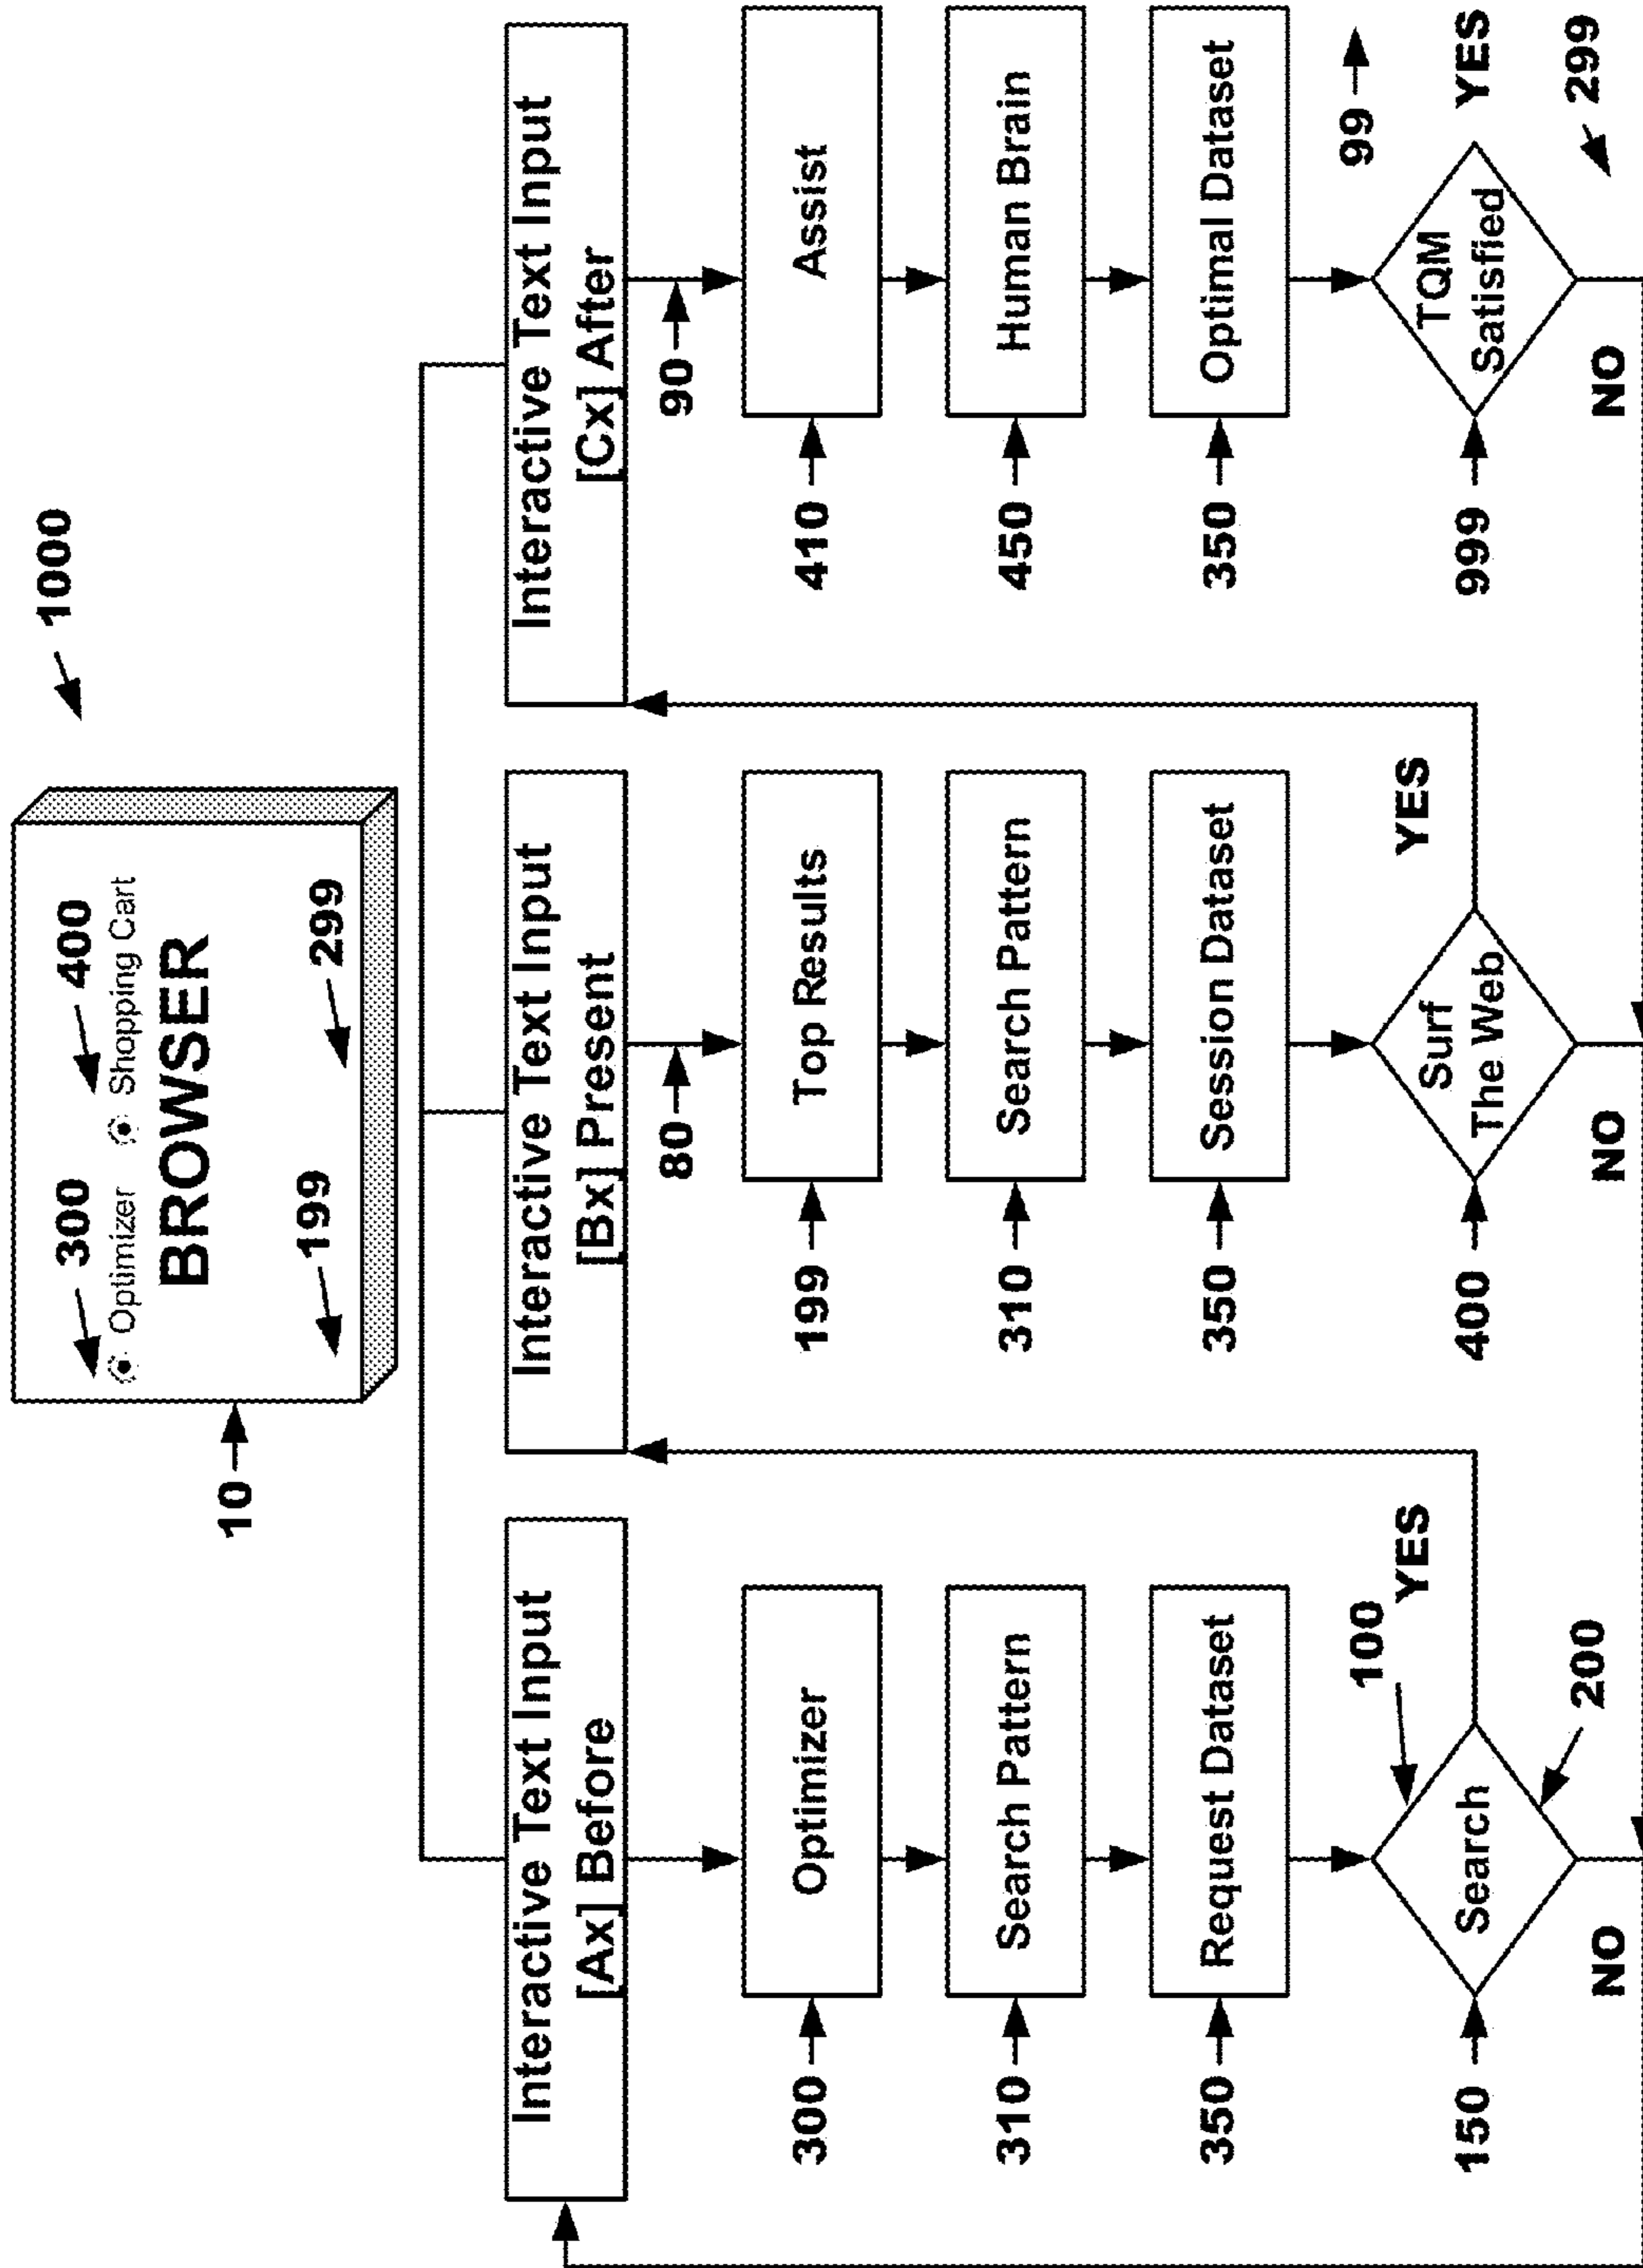 1000
300 400
Optimizer Shopping Cart
BROWSER
10
199 299
Interactive Text Input
[Ax] Before
300
Optimizer
310
Search Pattern
350
Request Dataset
100
YES
150
Search
200
NO
Interactive Text Input
[Bx] Present
80
199
Top Results
310
Search Pattern
350
Session Dataset
YES
400
Surf
The Web
NO
Interactive Text Input
[Cx] After
90
410
Assist
450
Human Brain
350
Optimal Dataset
99
999
TQM
Satisfied
YES
299
NO